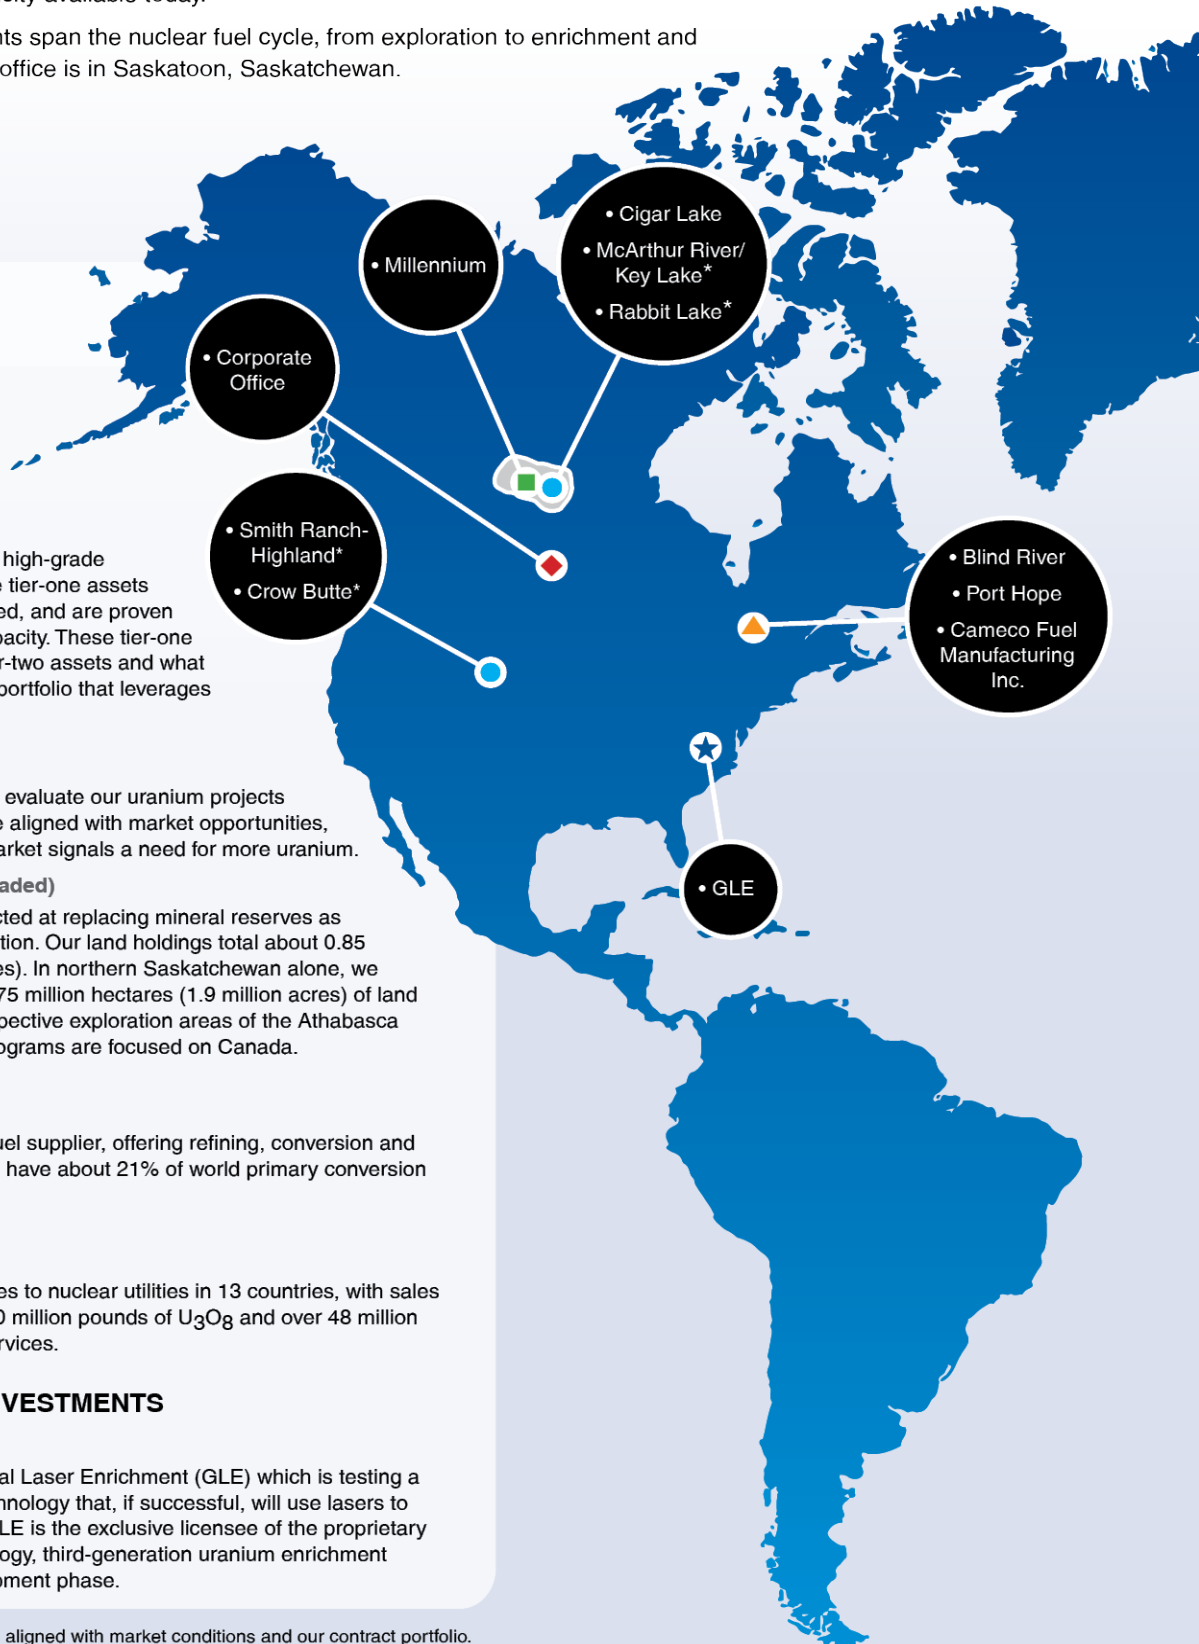 city available today.
nts span the nuclear fuel cycle, from exploration to enrichment and
office is in Saskatoon, Saskatchewan.
• Cigar Lake
• McArthur River/
Key Lake*
• Rabbit Lake*
• Millennium
• Corporate
Office
• Smith Ranch-
Highland*
• Crow Butte*
• Blind River
• Port Hope
• Cameco Fuel
Manufacturing
Inc.
• GLE
high-grade
e tier-one assets
ed, and are proven
pacity. These tier-one
r-two assets and what
portfolio that leverages
evaluate our uranium projects
e aligned with market opportunities,
arket signals a need for more uranium.
aded)
cted at replacing mineral reserves as
tion. Our land holdings total about 0.85
es). In northern Saskatchewan alone, we
75 million hectares (1.9 million acres) of land
pective exploration areas of the Athabasca
ograms are focused on Canada.
uel supplier, offering refining, conversion and
have about 21% of world primary conversion
es to nuclear utilities in 13 countries, with sales
0 million pounds of U3O8 and over 48 million
rvices.
VESTMENTS
al Laser Enrichment (GLE) which is testing a
hnology that, if successful, will use lasers to
LE is the exclusive licensee of the proprietary
ogy, third-generation uranium enrichment
pment phase.
aligned with market conditions and our contract portfolio.